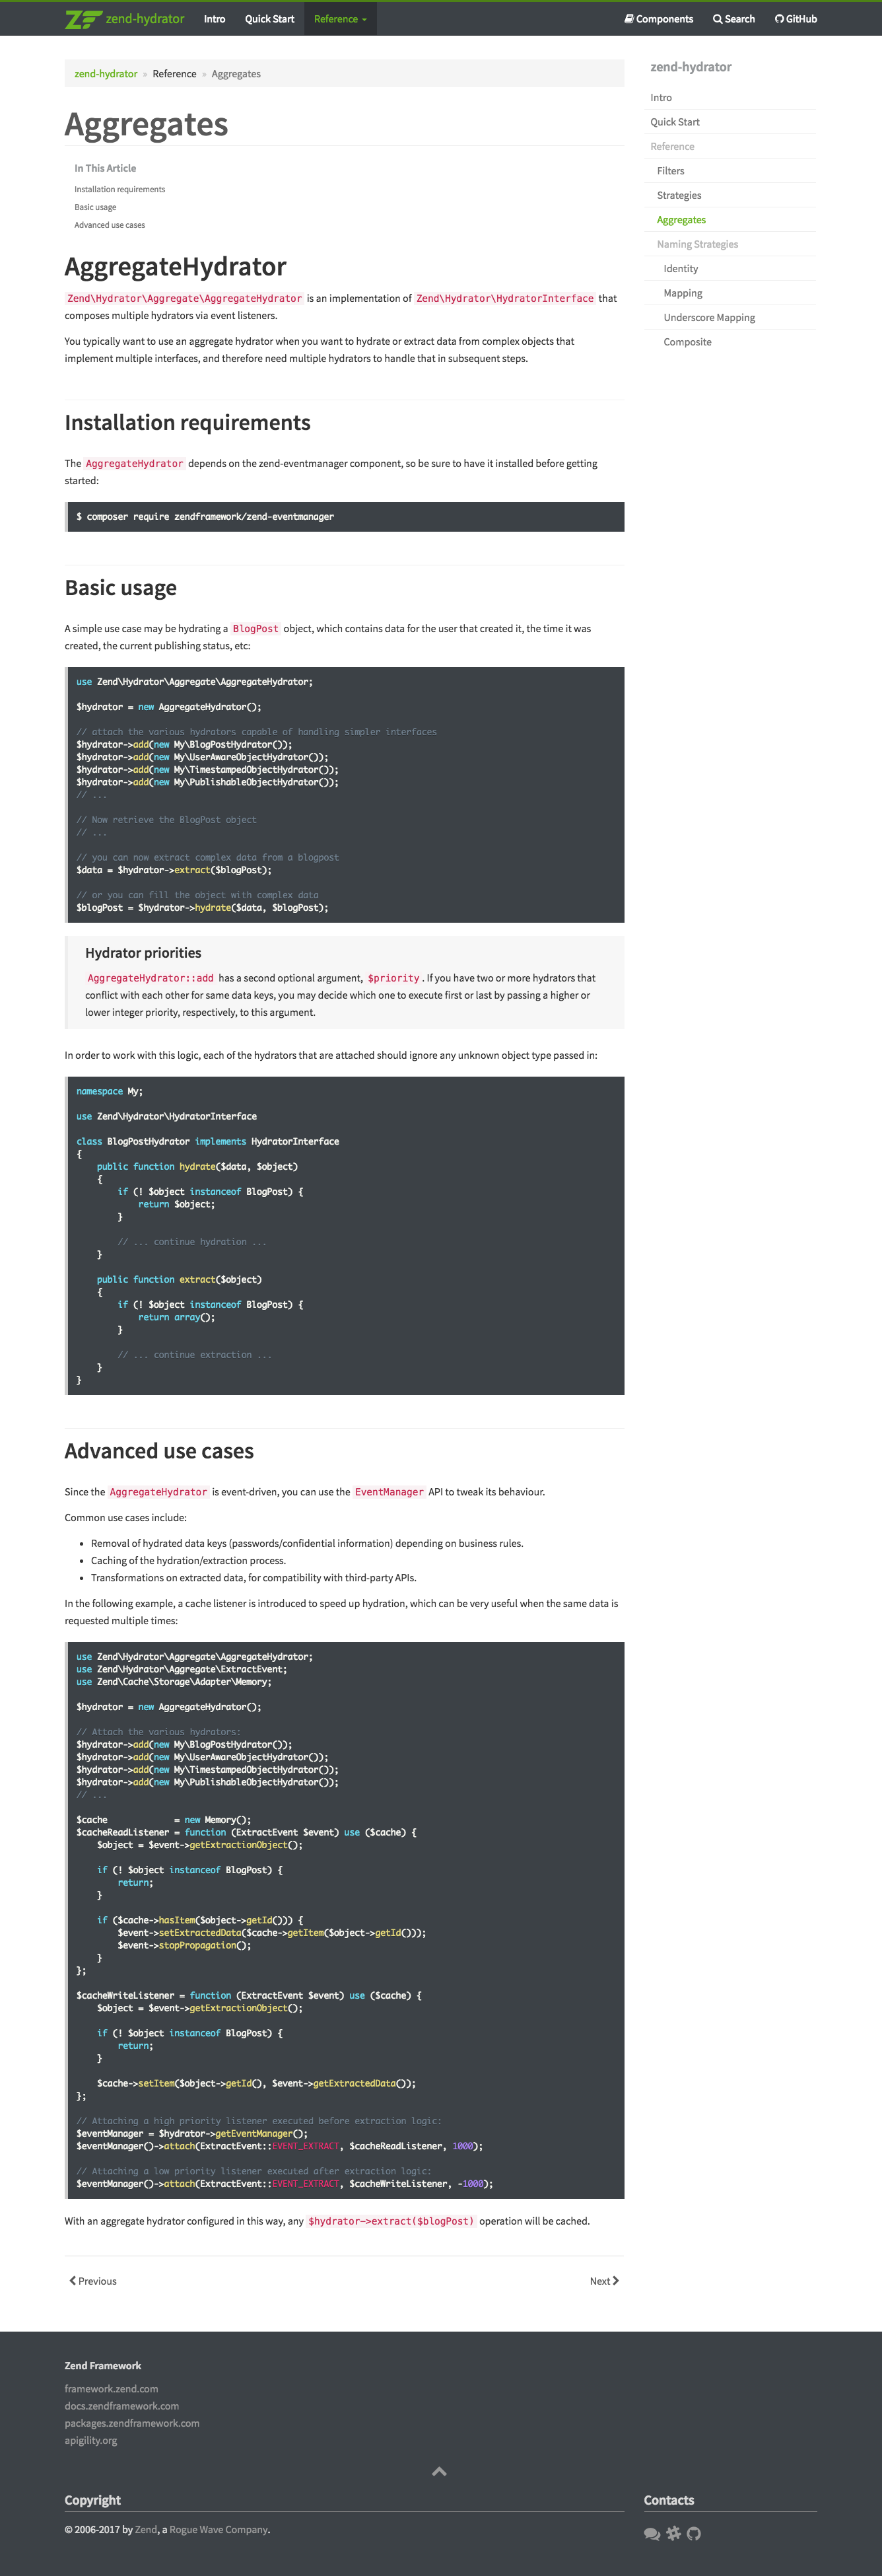 zend-hydrator Intro Quick Start Reference Components Search GitHub
zend-hydrator » Reference » Aggregates
Aggregates
In This Article
Installation requirements
Basic usage
Advanced use cases
AggregateHydrator
Zend\Hydrator\Aggregate\AggregateHydrator is an implementation of Zend\Hydrator\HydratorInterface that
composes multiple hydrators via event listeners.
You typically want to use an aggregate hydrator when you want to hydrate or extract data from complex objects that
implement multiple interfaces, and therefore need multiple hydrators to handle that in subsequent steps.
Installation requirements
The AggregateHydrator depends on the zend-eventmanager component, so be sure to have it installed before getting
started:
$ composer require zendframework/zend-eventmanager
Basic usage
A simple use case may be hydrating a BlogPost object, which contains data for the user that created it, the time it was
created, the current publishing status, etc:
use Zend\Hydrator\Aggregate\AggregateHydrator;
$hydrator = new AggregateHydrator();
// attach the various hydrators capable of handling simpler interfaces
$hydrator->add(new My\BlogPostHydrator());
$hydrator->add(new My\UserAwareObjectHydrator());
$hydrator->add(new My\TimestampedObjectHydrator());
$hydrator->add(new My\PublishableObjectHydrator());
// ...
// Now retrieve the BlogPost object
// ...
// you can now extract complex data from a blogpost
$data = $hydrator->extract($blogPost);
// or you can fill the object with complex data
$blogPost = $hydrator->hydrate($data, $blogPost);
Hydrator priorities
AggregateHydrator::add has a second optional argument, $priority. If you have two or more hydrators that
conflict with each other for same data keys, you may decide which one to execute first or last by passing a higher or
lower integer priority, respectively, to this argument.
In order to work with this logic, each of the hydrators that are attached should ignore any unknown object type passed in:
namespace My;
use Zend\Hydrator\HydratorInterface
class BlogPostHydrator implements HydratorInterface
{
public function hydrate($data, $object)
{
if (! $object instanceof BlogPost) {
return $object;
}
// ... continue hydration ...
}
public function extract($object)
{
if (! $object instanceof BlogPost) {
return array();
}
// ... continue extraction ...
}
}
Advanced use cases
Since the AggregateHydrator is event-driven, you can use the EventManager API to tweak its behaviour.
Common use cases include:
• Removal of hydrated data keys (passwords/confidential information) depending on business rules.
• Caching of the hydration/extraction process.
• Transformations on extracted data, for compatibility with third-party APIs.
In the following example, a cache listener is introduced to speed up hydration, which can be very useful when the same data is
requested multiple times:
use Zend\Hydrator\Aggregate\AggregateHydrator;
use Zend\Hydrator\Aggregate\ExtractEvent;
use Zend\Cache\Storage\Adapter\Memory;
$hydrator = new AggregateHydrator();
// Attach the various hydrators:
$hydrator->add(new My\BlogPostHydrator());
$hydrator->add(new My\UserAwareObjectHydrator());
$hydrator->add(new My\TimestampedObjectHydrator());
$hydrator->add(new My\PublishableObjectHydrator());
// ...
$cache = new Memory();
$cacheReadListener = function (ExtractEvent $event) use ($cache) {
$object = $event->getExtractionObject();
if (! $object instanceof BlogPost) {
return;
}
if ($cache->hasItem($object->getId())) {
$event->setExtractedData($cache->getItem($object->getId()));
$event->stopPropagation();
}
};
$cacheWriteListener = function (ExtractEvent $event) use ($cache) {
$object = $event->getExtractionObject();
if (! $object instanceof BlogPost) {
return;
}
$cache->setItem($object->getId(), $event->getExtractedData());
};
// Attaching a high priority listener executed before extraction logic:
$eventManager = $hydrator->getEventManager();
$eventManager()->attach(ExtractEvent::EVENT_EXTRACT, $cacheReadListener, 1000);
// Attaching a low priority listener executed after extraction logic:
$eventManager()->attach(ExtractEvent::EVENT_EXTRACT, $cacheWriteListener, -1000);
With an aggregate hydrator configured in this way, any $hydrator->extract($blogPost) operation will be cached.
Previous Next
zend-hydrator
Intro
Quick Start
Reference
Filters
Strategies
Aggregates
Naming Strategies
Identity
Mapping
Underscore Mapping
Composite
Zend Framework
framework.zend.com
docs.zendframework.com
packages.zendframework.com
apigility.org
Copyright
© 2006-2017 by Zend, a Rogue Wave Company.
Contacts